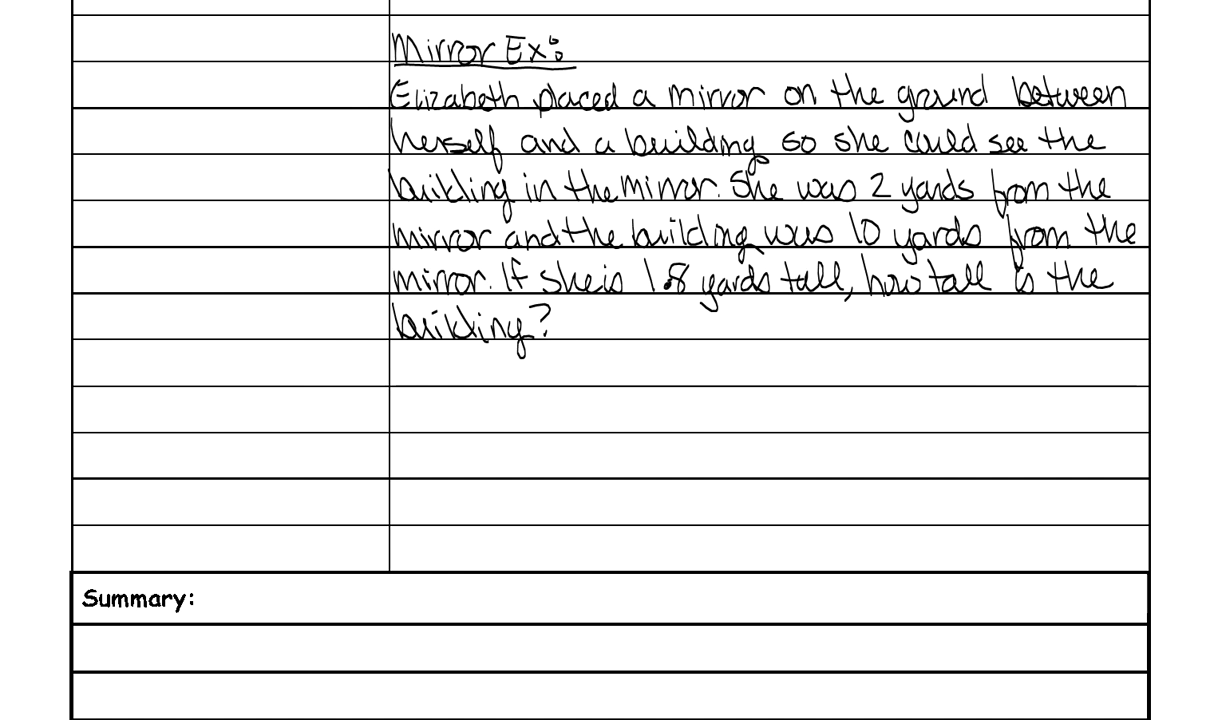 Mirror Ex:
Elizabeth placed a mirror on the ground between
herself and a building so she could see the
building in the mirror. She was 2 yards from the
mirror and the building was 10 yards from the
mirror. If she is 1.8 yards tall, how tall is the
building?
Summary: